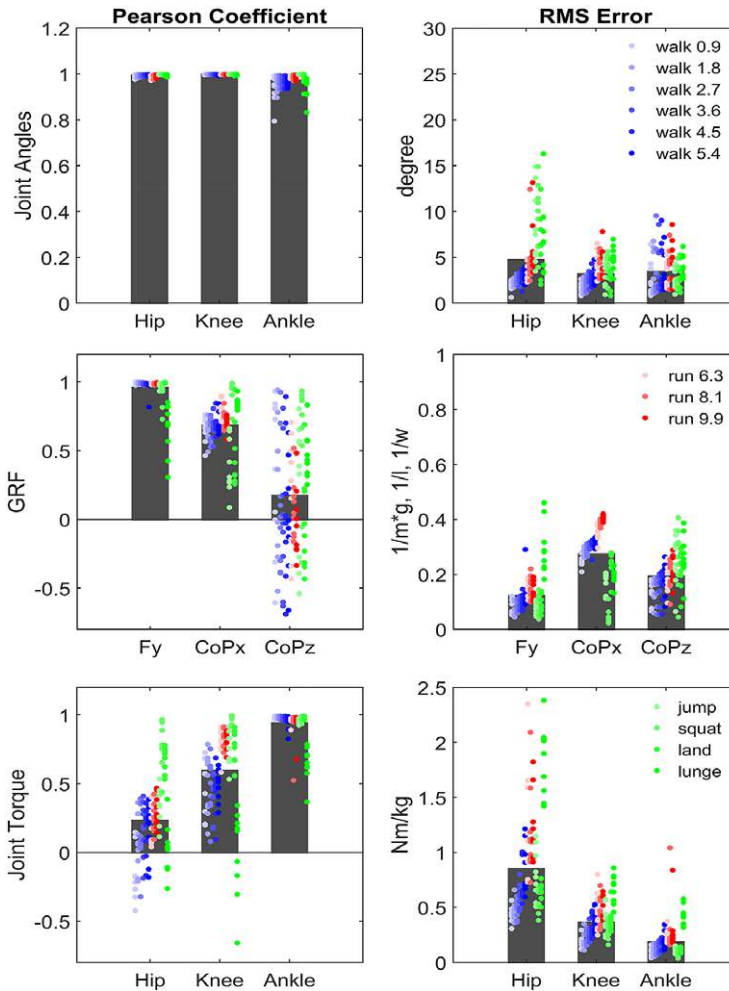 Pearson Coefficient
RMS Error
Joint Angles
1.2
1
0.8
0.6
0.4
0.2
0
Hip Knee Ankle
degree
30
25
20
15
10
5
0
Hip Knee Ankle
walk 0.9
walk 1.8
walk 2.7
walk 3.6
walk 4.5
walk 5.4
GRF
1
0.5
0
-0.5
Fy CoPx CoPz
1/m*g, 1/l, 1/w
1
0.8
0.6
0.4
0.2
0
Fy CoPx CoPz
run 6.3
run 8.1
run 9.9
Joint Torque
1
0.5
0
-0.5
Hip Knee Ankle
Nm/kg
2.5
2
1.5
1
0.5
0
Hip Knee Ankle
jump
squat
land
lunge